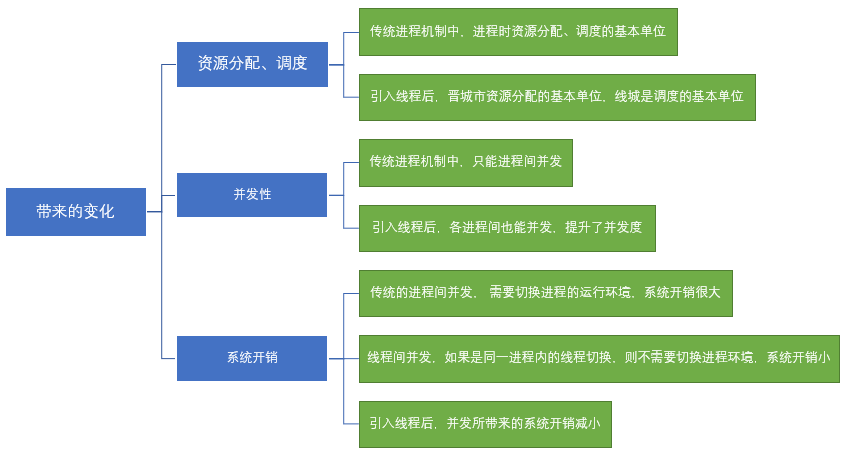 带来的变化
资源分配、调度
传统进程机制中，进程时资源分配、调度的基本单位
引入线程后，晋城市资源分配的基本单位，线城是调度的基本单位
并发性
传统进程机制中，只能进程间并发
引入线程后，各进程间也能并发，提升了并发度
系统开销
传统的进程间并发， 需要切换进程的运行环境，系统开销很大
线程间并发，如果是同一进程内的线程切换，则不需要切换进程环境，系统开销小
引入线程后，并发所带来的系统开销减小